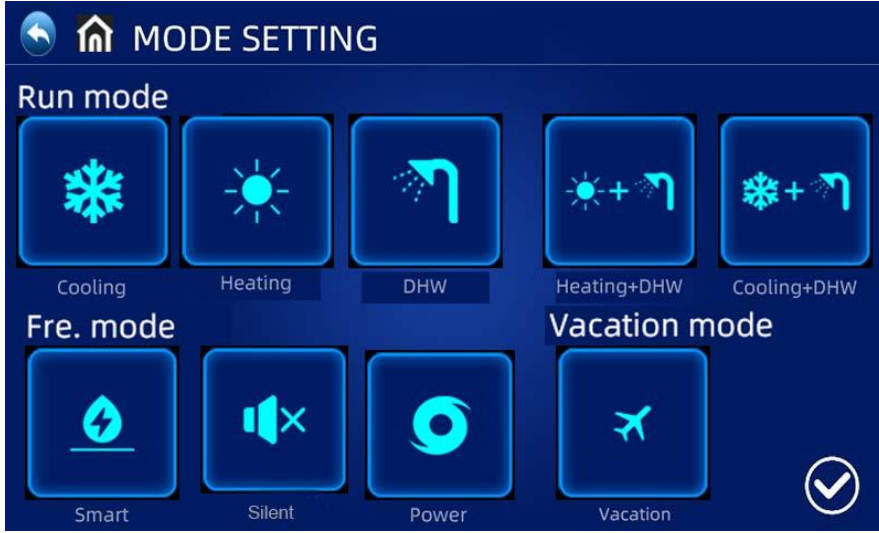 MODE SETTING
Run mode
Cooling Heating DHW Heating+DHW Cooling+DHW
Fre. mode Vacation mode
Smart Silent Power Vacation